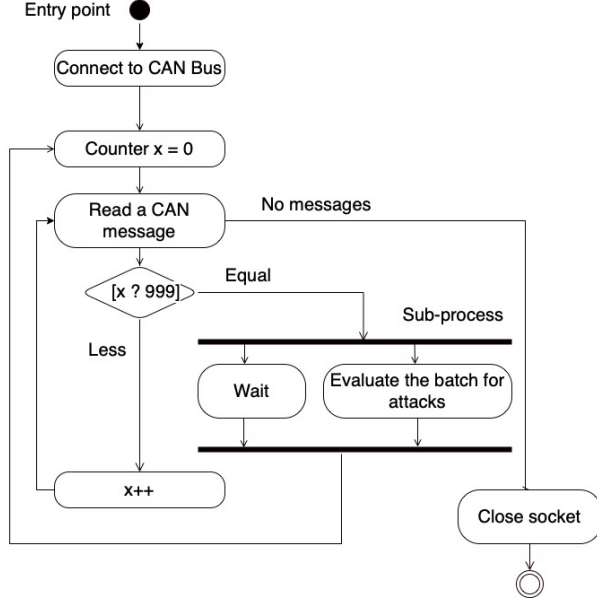 Entry point
Connect to CAN Bus
Counter x = 0
Read a CAN
message
No messages
[x ? 999]
Equal
Sub-process
Less
Wait
Evaluate the batch for
attacks
x++
Close socket